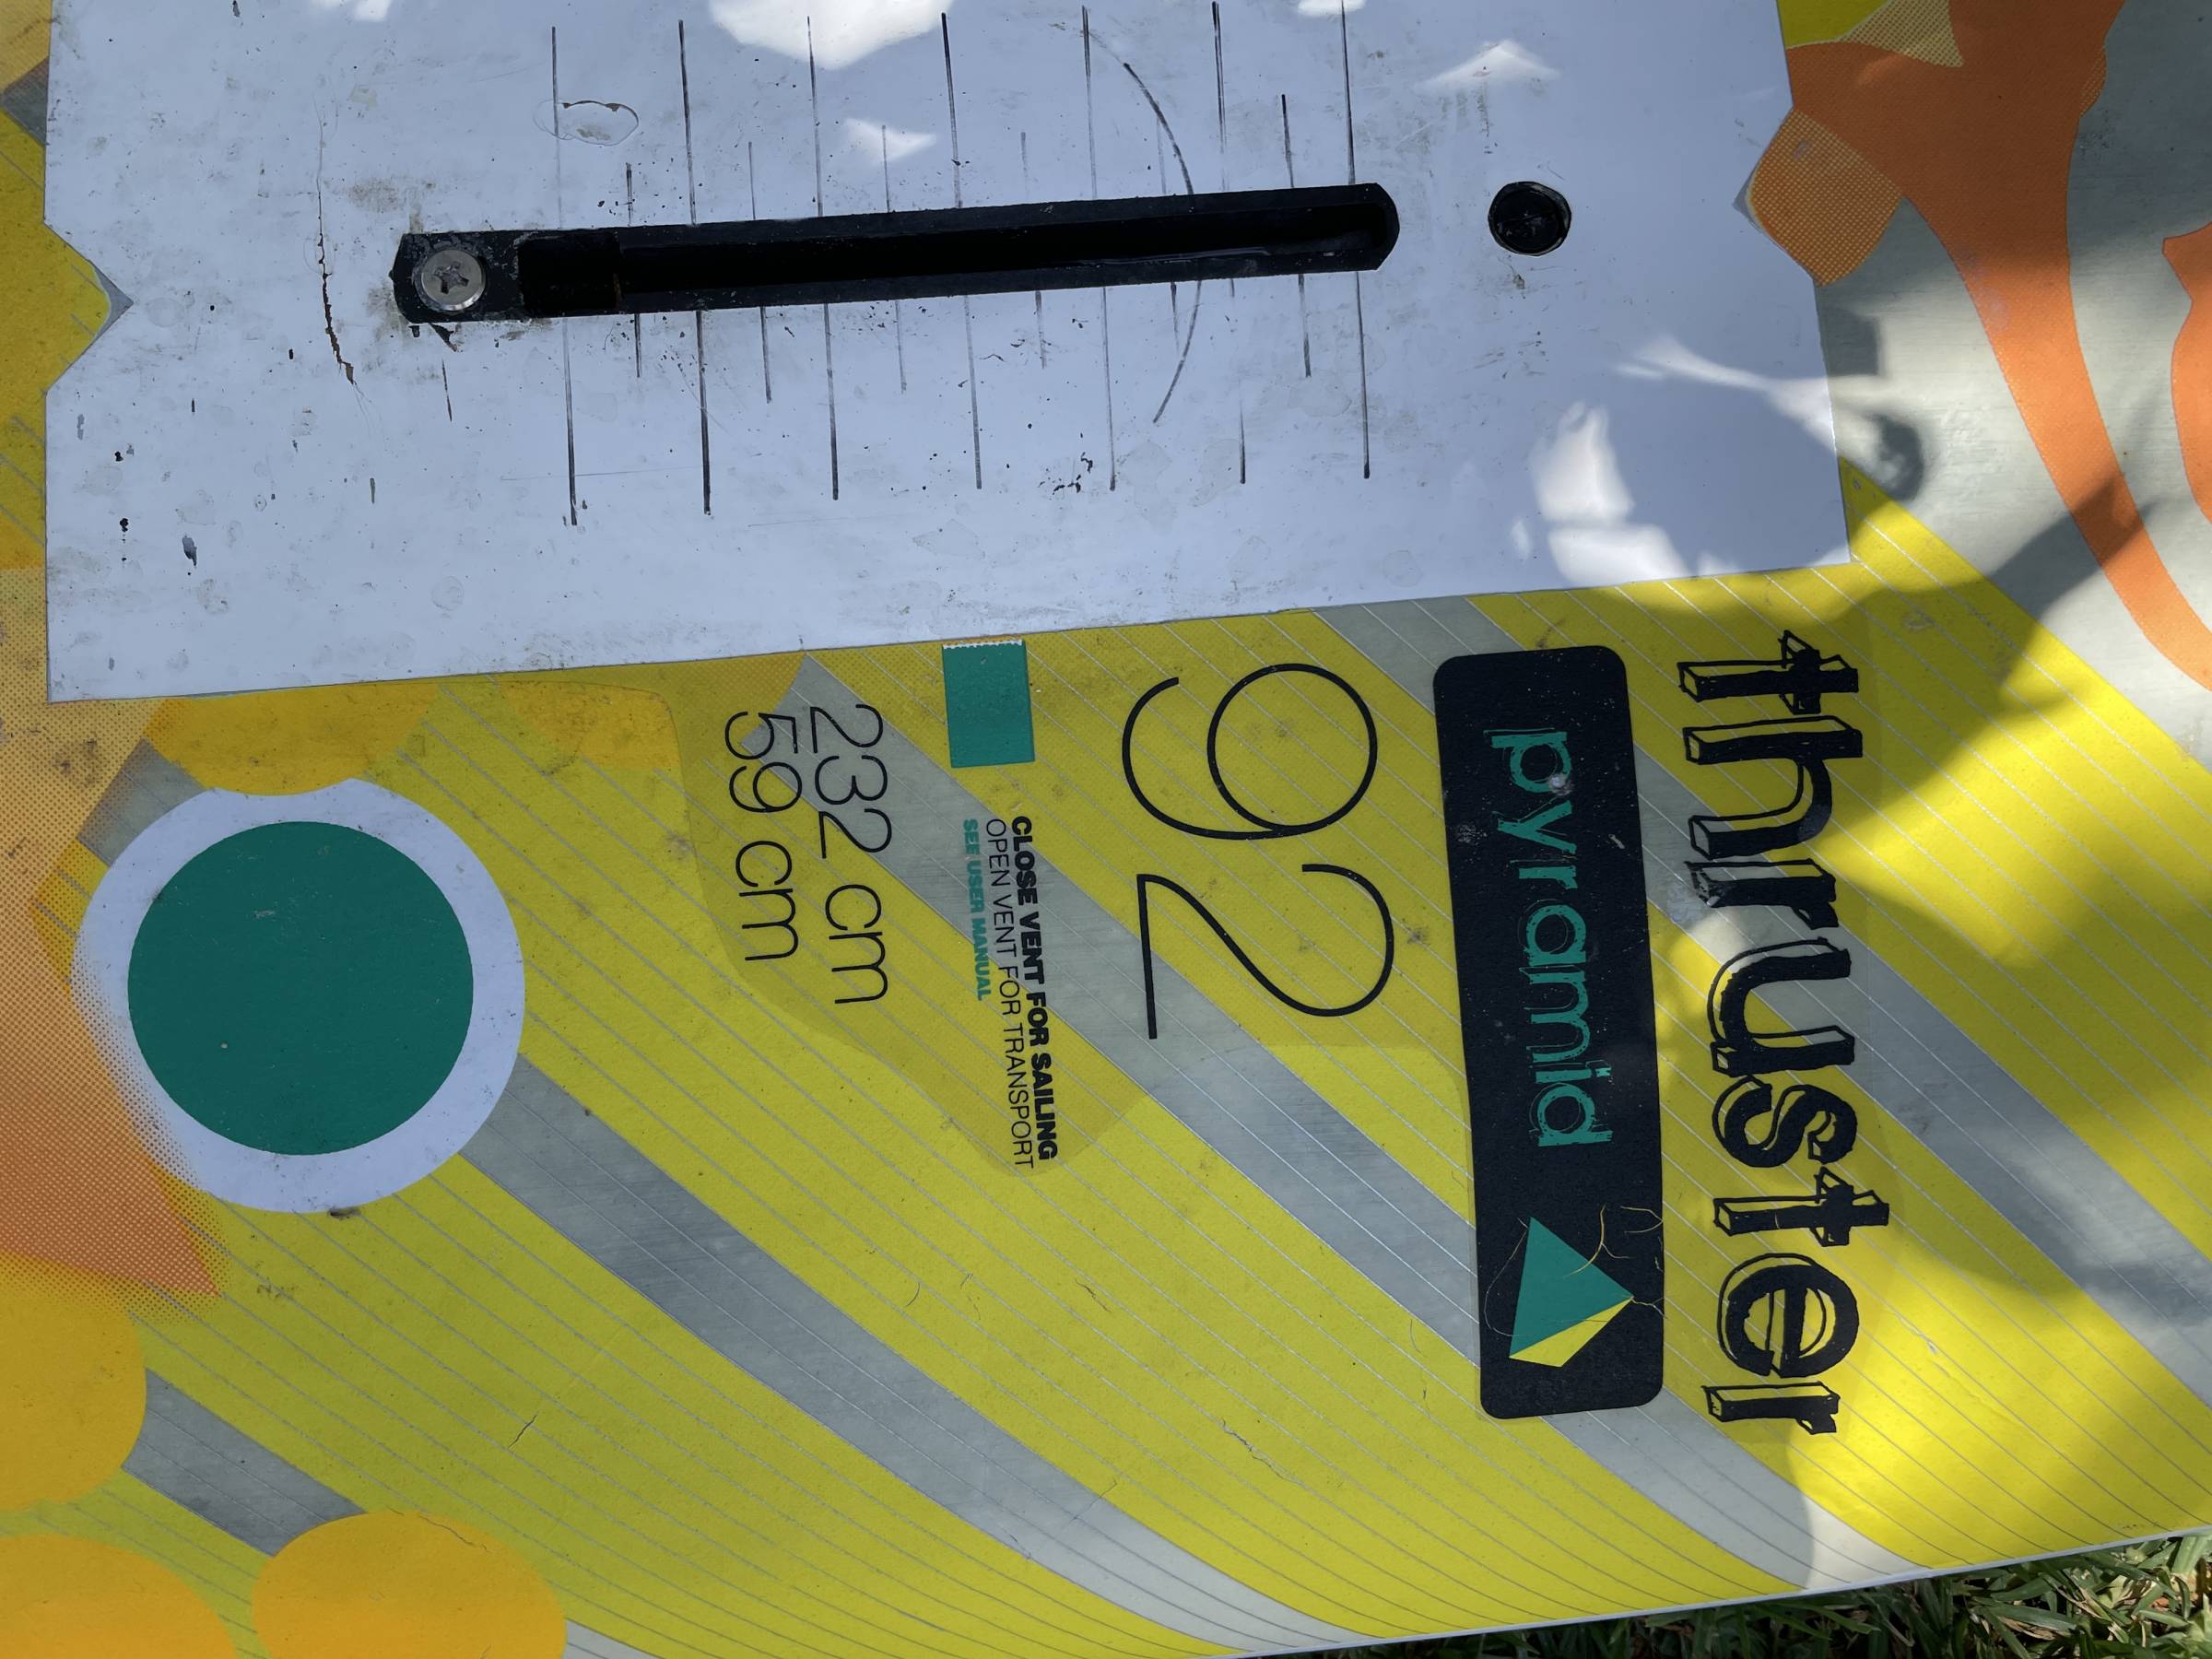 thruster
pyramid
92
CLOSE VENT FOR SAILING
OPEN VENT FOR TRANSPORT
SEE USER MANUAL
232 cm
59 cm